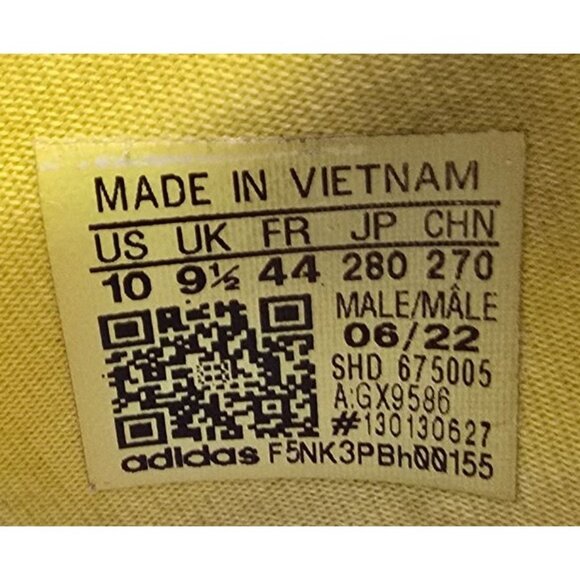 MADE IN VIETNAM
US UK FR JP CHN
10 9½ 44 280 270
MALE/MÂLE
06/22
SHD 675005
A:GX9586
#130130627
adidas F5NK3PBh00155